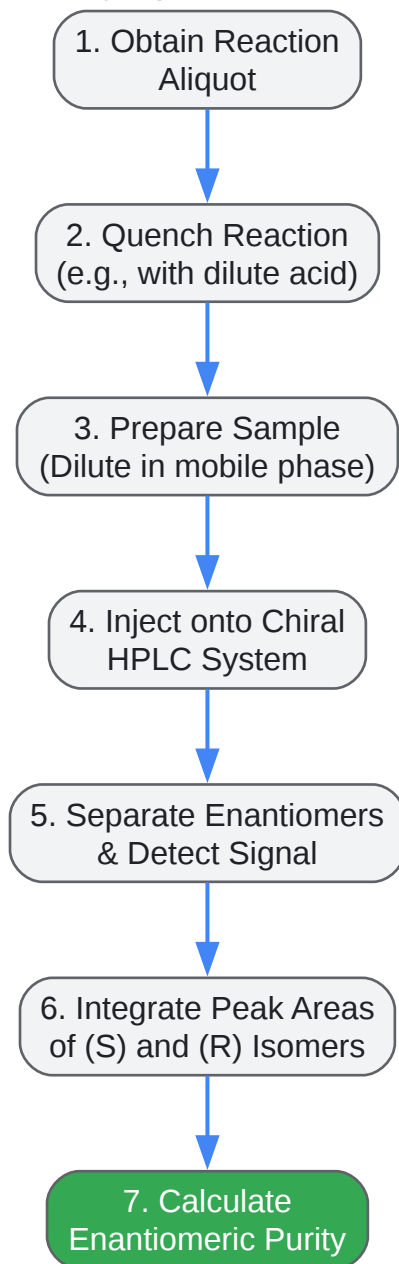 1. Obtain Reaction
Aliquot
2. Quench Reaction
(e.g., with dilute acid)
3. Prepare Sample
(Dilute in mobile phase)
4. Inject onto Chiral
HPLC System
5. Separate Enantiomers
& Detect Signal
6. Integrate Peak Areas
of (S) and (R) Isomers
7. Calculate
Enantiomeric Purity